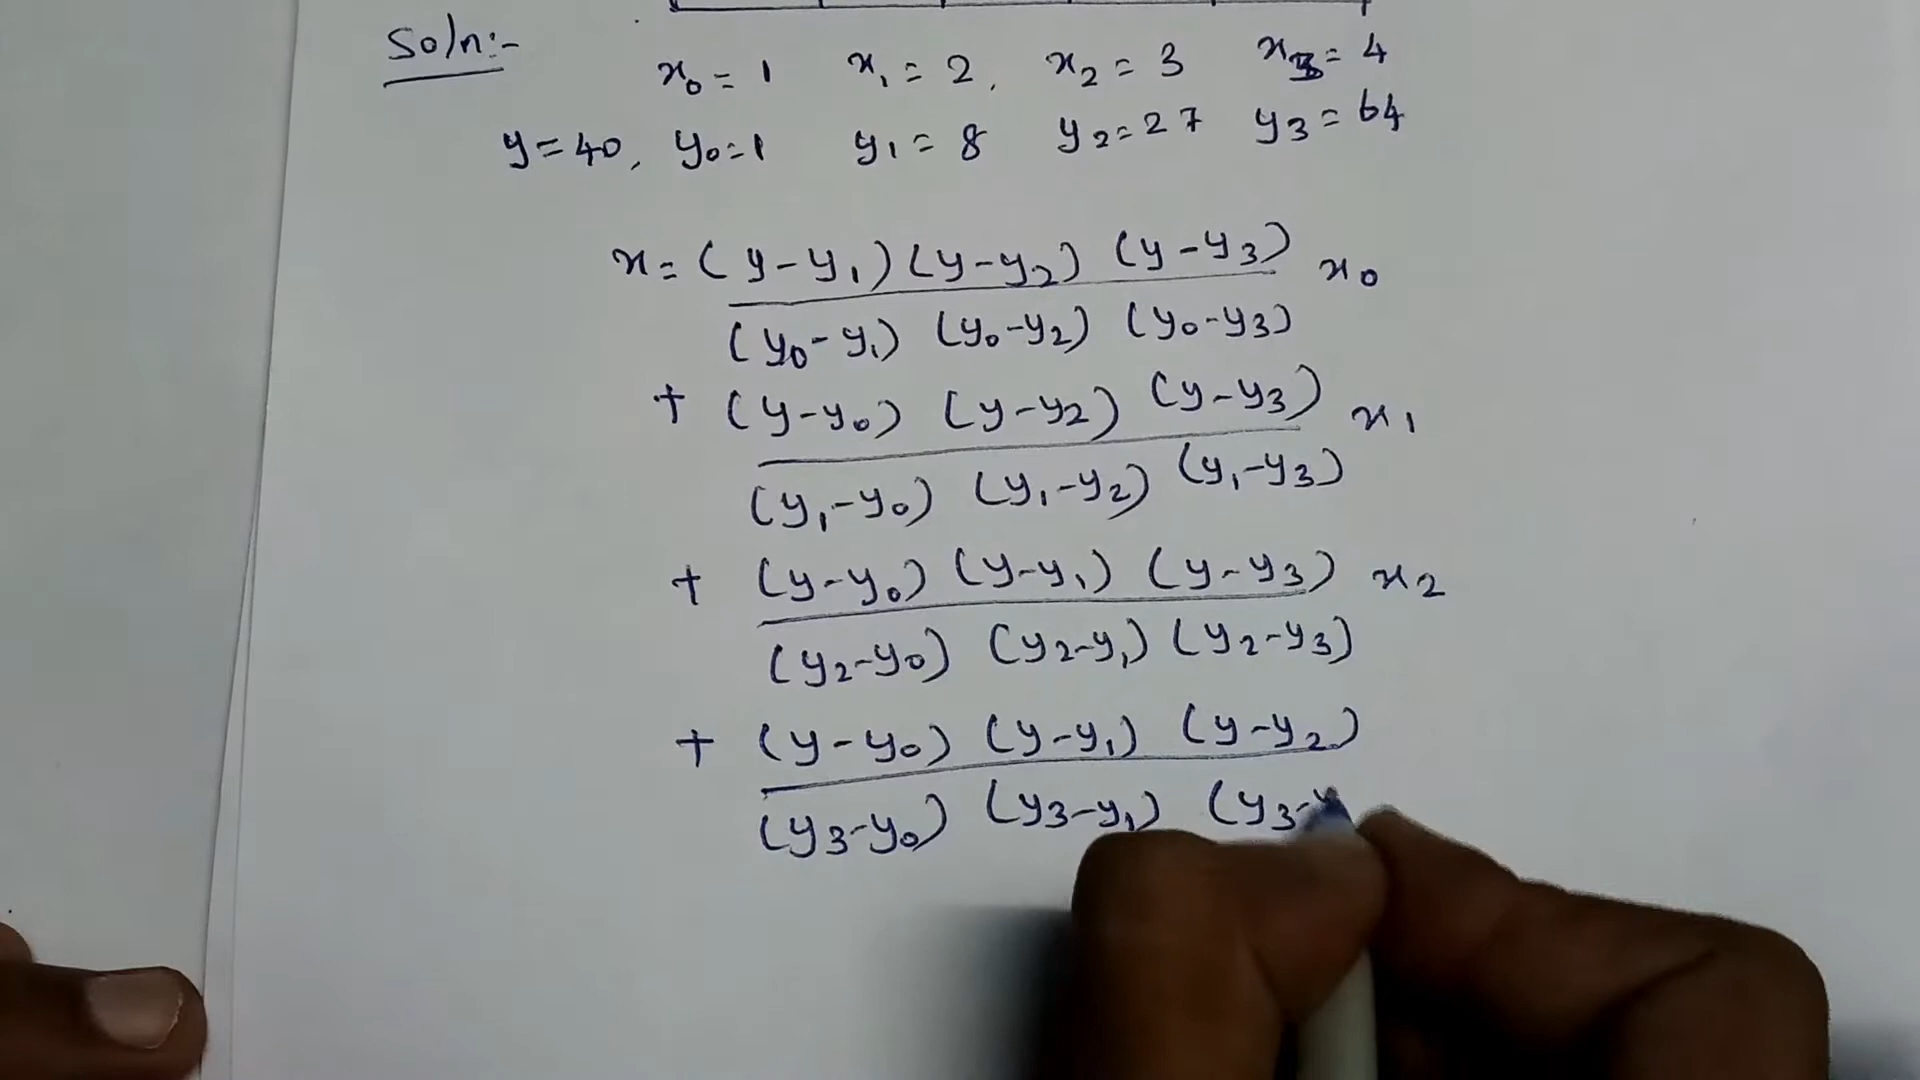 Soln:-
x₀ = 1 x₁ = 2, x₂ = 3 x₃ = 4
y = 40, y₀ = 1 y₁ = 8 y₂ = 27 y₃ = 64
x = (y - y₁) (y - y₂) (y - y₃) x₀
(y₀ - y₁) (y₀ - y₂) (y₀ - y₃)
+ (y - y₀) (y - y₂) (y - y₃) x₁
(y₁ - y₀) (y₁ - y₂) (y₁ - y₃)
+ (y - y₀) (y - y₁) (y - y₃) x₂
(y₂ - y₀) (y₂ - y₁) (y₂ - y₃)
+ (y - y₀) (y - y₁) (y - y₂)
(y₃ - y₀) (y₃ - y₁) (y₃ - y